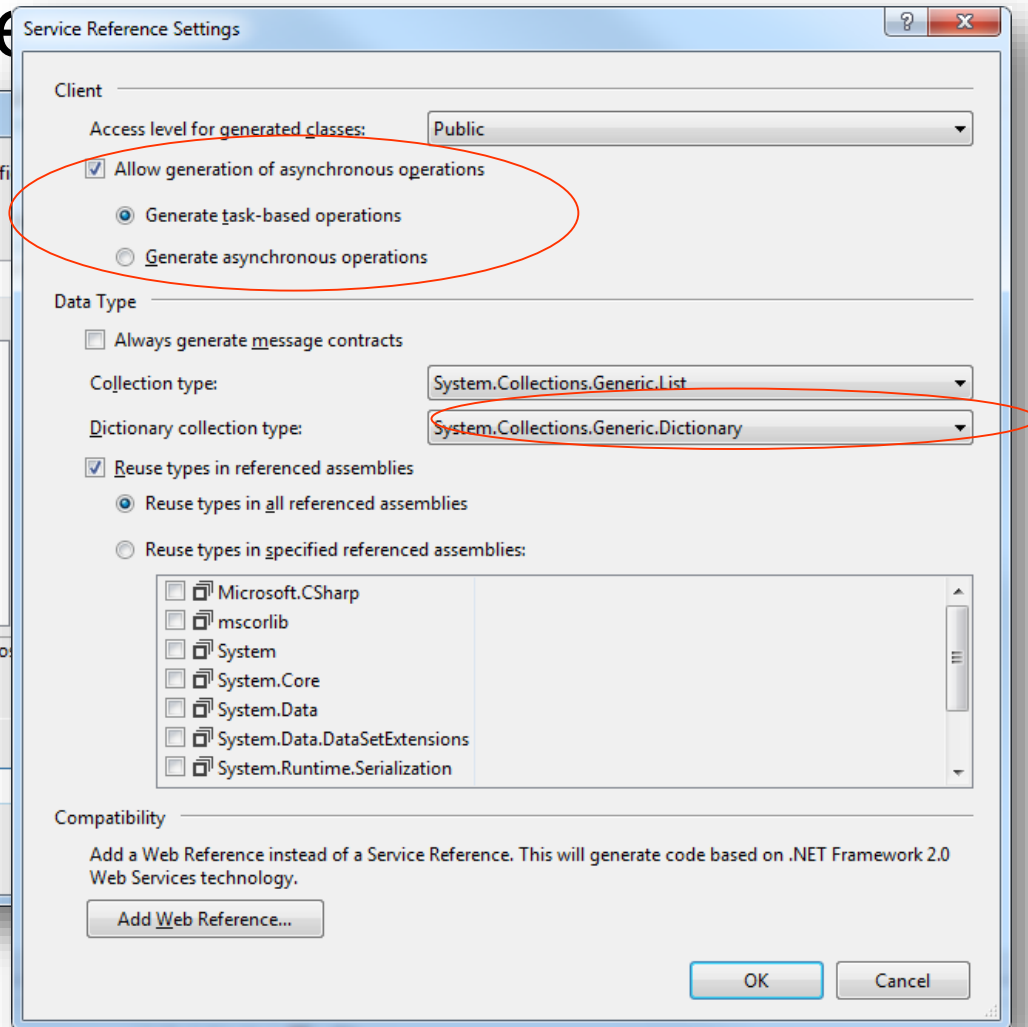 Service Reference Settings
Client
Access level for generated classes: Public
Allow generation of asynchronous operations
Generate task-based operations
Generate asynchronous operations
Data Type
Always generate message contracts
Collection type: System.Collections.Generic.List
Dictionary collection type: System.Collections.Generic.Dictionary
Reuse types in referenced assemblies
Reuse types in all referenced assemblies
Reuse types in specified referenced assemblies:
Microsoft.CSharp
mscorlib
System
System.Core
System.Data
System.Data.DataSetExtensions
System.Runtime.Serialization
Compatibility
Add a Web Reference instead of a Service Reference. This will generate code based on .NET Framework 2.0
Web Services technology.
Add Web Reference...
OK Cancel